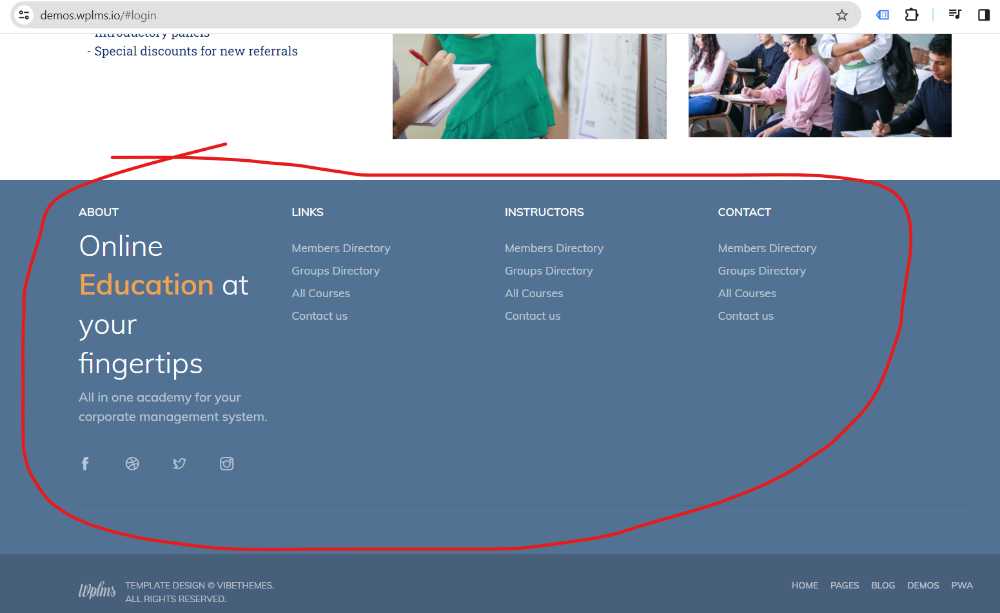 demos.wplms.io/#login
Introductory panels
- Special discounts for new referrals
ABOUT
Online
Education at
your
fingertips
All in one academy for your
corporate management system.
LINKS
Members Directory
Groups Directory
All Courses
Contact us
INSTRUCTORS
Members Directory
Groups Directory
All Courses
Contact us
CONTACT
Members Directory
Groups Directory
All Courses
Contact us
Wplms
TEMPLATE DESIGN © VIBETHEMES.
ALL RIGHTS RESERVED.
HOME PAGES BLOG DEMOS PWA